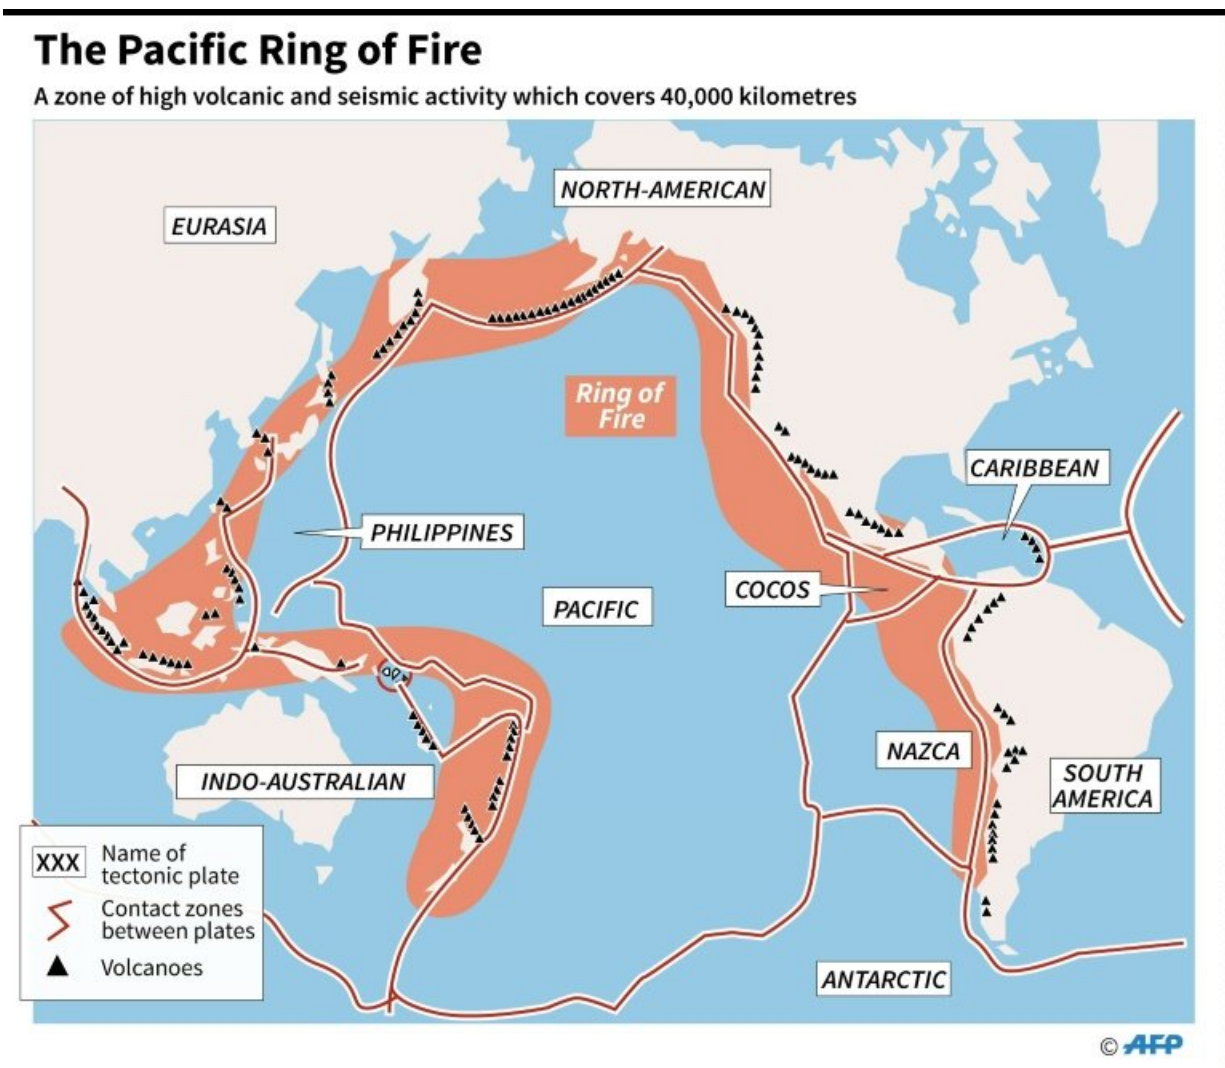 The Pacific Ring of Fire
A zone of high volcanic and seismic activity which covers 40,000 kilometres
NORTH-AMERICAN
EURASIA
Ring of
Fire
CARIBBEAN
PHILIPPINES
COCOS
PACIFIC
NAZCA
INDO-AUSTRALIAN
SOUTH
AMERICA
XXX
Name of
tectonic plate
Contact zones
between plates
Volcanoes
ANTARCTIC
© AFP